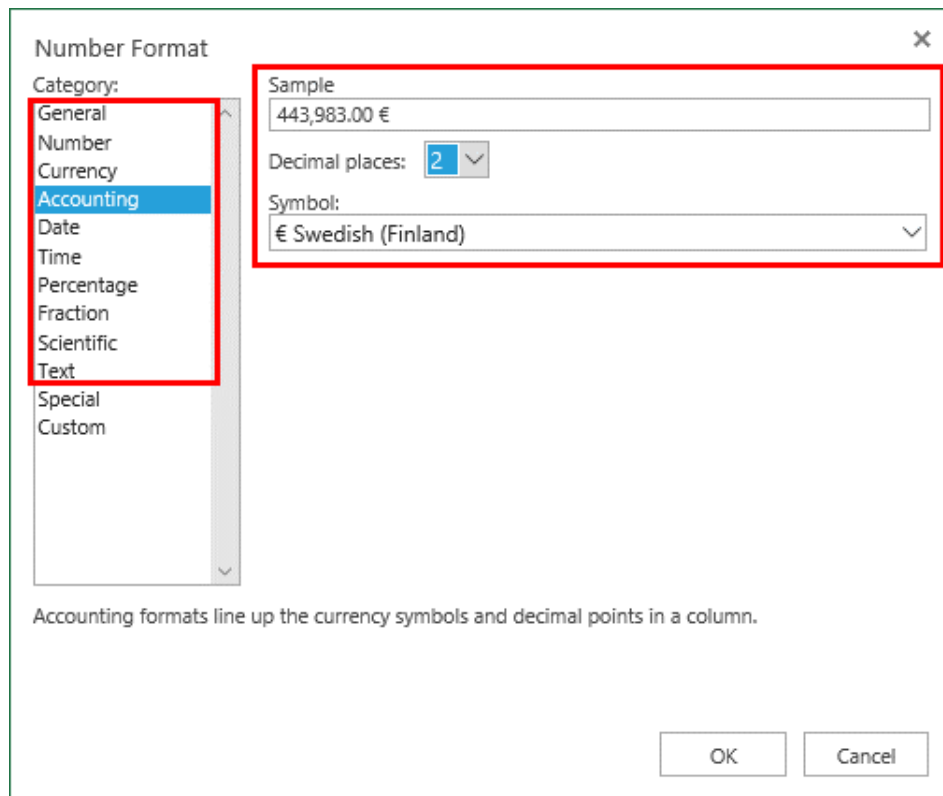 Number Format
Category:
General
Number
Currency
Accounting
Date
Time
Percentage
Fraction
Scientific
Text
Special
Custom
Sample
443,983.00 €
Decimal places: 2
Symbol:
€ Swedish (Finland)
Accounting formats line up the currency symbols and decimal points in a column.
OK Cancel